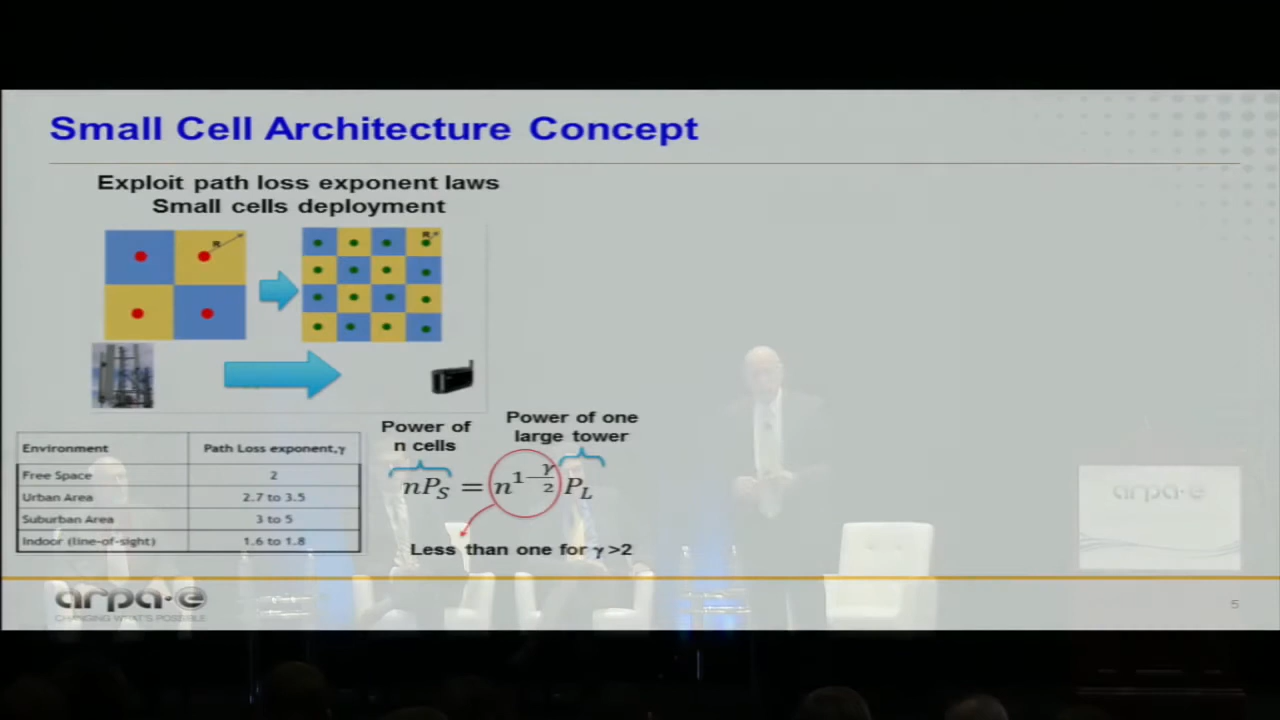 Small Cell Architecture Concept
Exploit path loss exponent laws
Small cells deployment
R
R
Environment Path Loss exponent,γ
Free Space 2
Urban Area 2.7 to 3.5
Suburban Area 3 to 5
Indoor (line-of-sight) 1.6 to 1.8
Power of
n cells
Power of one
large tower
nP_S = n^{1-γ/2} P_L
Less than one for γ >2
arpa·e
arpa·e
CHANGING WHAT'S POSSIBLE
5